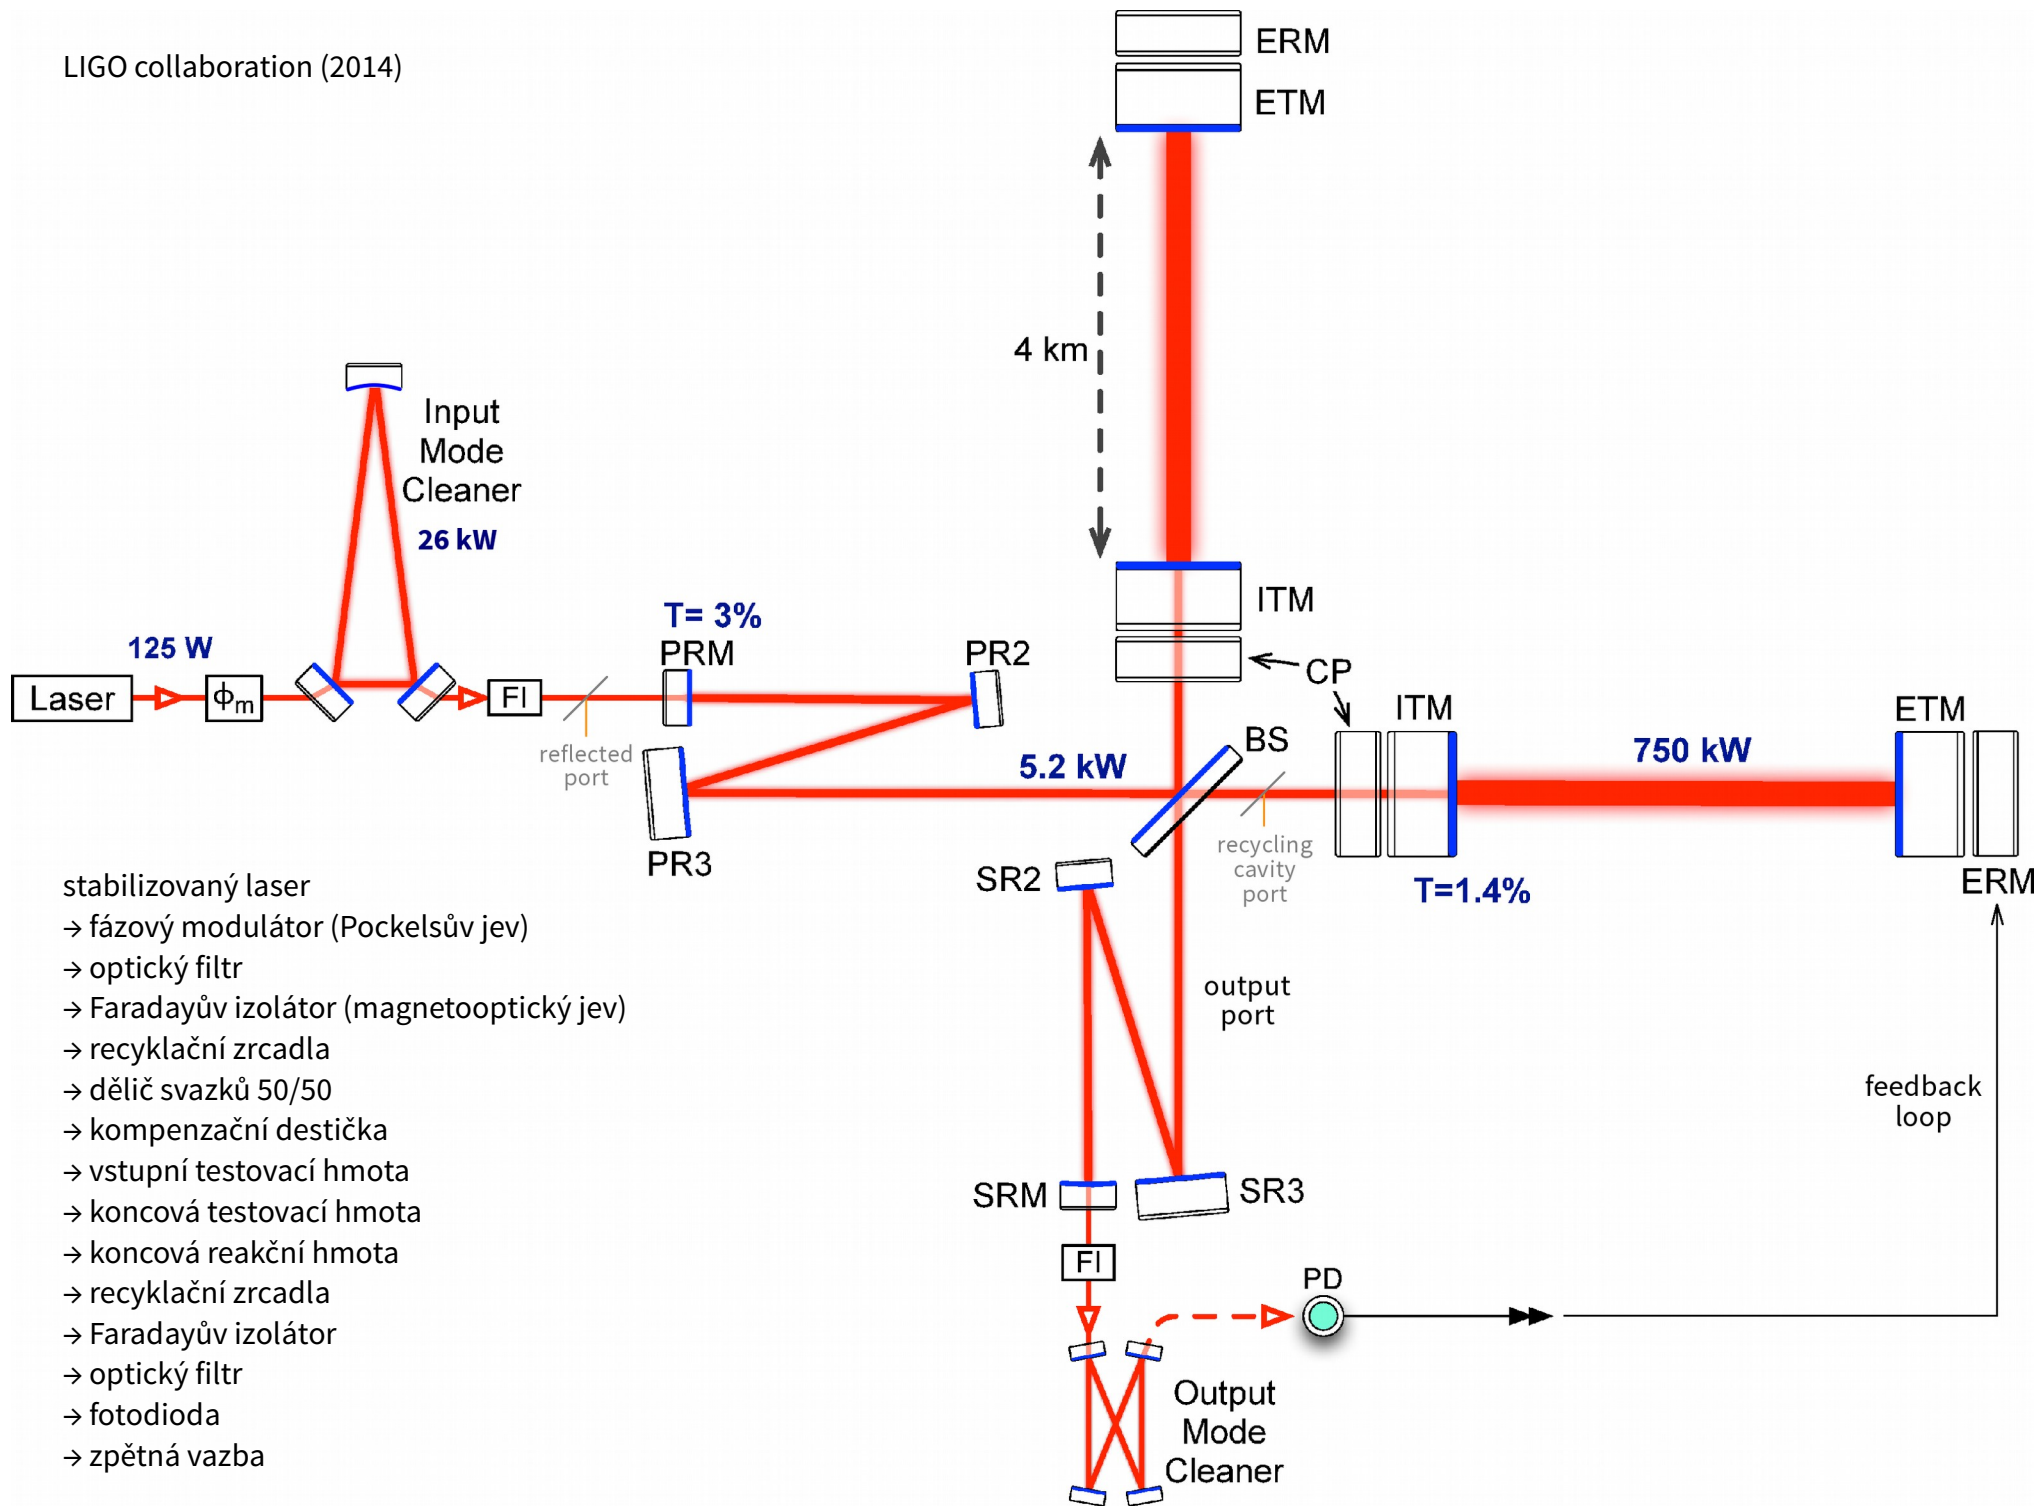 LIGO collaboration (2014)
ERM
ETM
4 km
Input
Mode
Cleaner
26 kW
ITM
T= 3%
125 W
PRM
PR2
CP
Laser
ϕm
FI
ITM
ETM
reflected
port
BS
5.2 kW
750 kW
PR3
recycling
cavity
port
SR2
T=1.4%
ERM
stabilizovaný laser
→ fázový modulátor (Pockelsův jev)
→ optický filtr
→ Faradayův izolátor (magnetooptický jev)
→ recyklační zrcadla
→ dělič svazků 50/50
→ kompenzační destička
→ vstupní testovací hmota
→ koncová testovací hmota
→ koncová reakční hmota
→ recyklační zrcadla
→ Faradayův izolátor
→ optický filtr
→ fotodioda
→ zpětná vazba
output
port
feedback
loop
SRM
SR3
FI
PD
Output
Mode
Cleaner